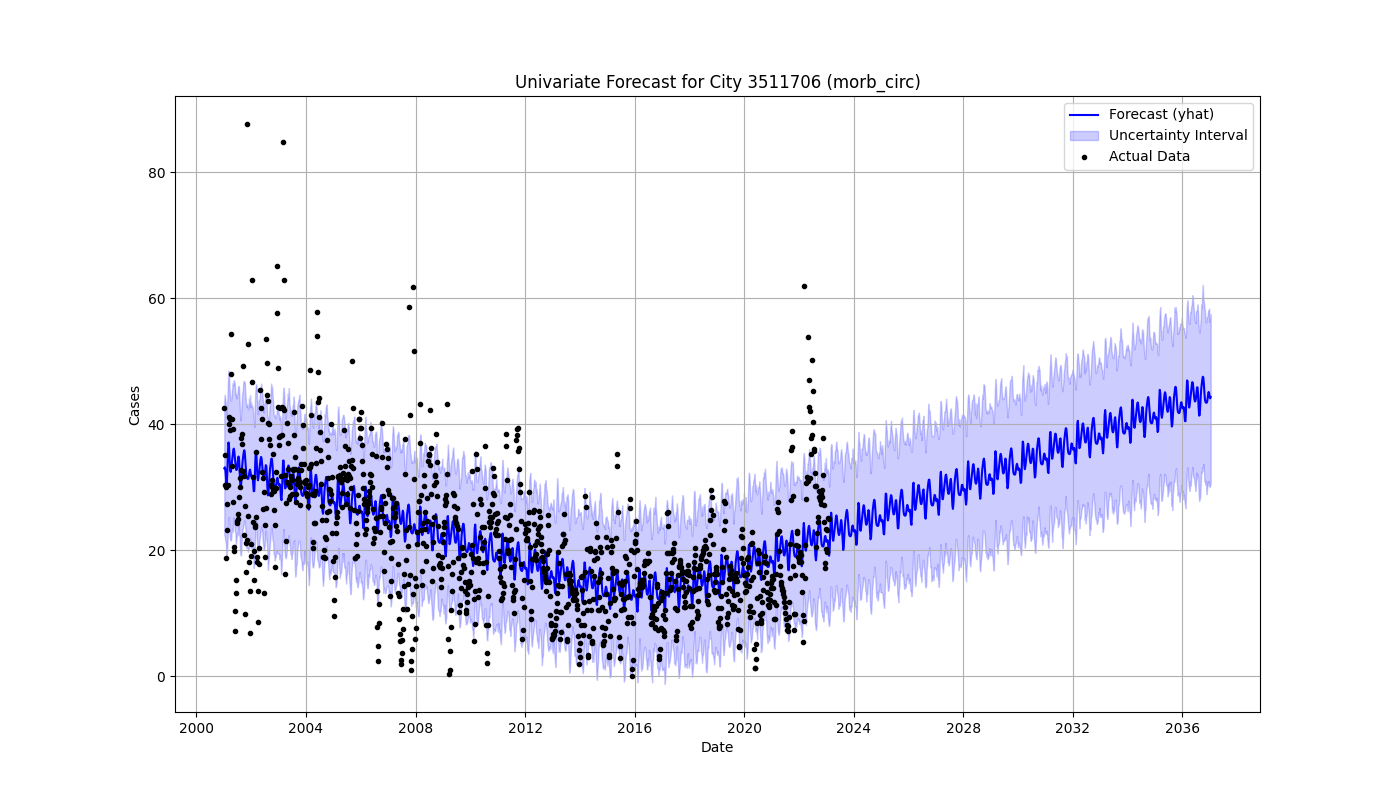 Univariate Forecast for City 3511706 (morb_circ)
Forecast (yhat)
Uncertainty Interval
Actual Data
Cases
80
60
40
20
0
2000 2004 2008 2012 2016 2020 2024 2028 2032 2036
Date